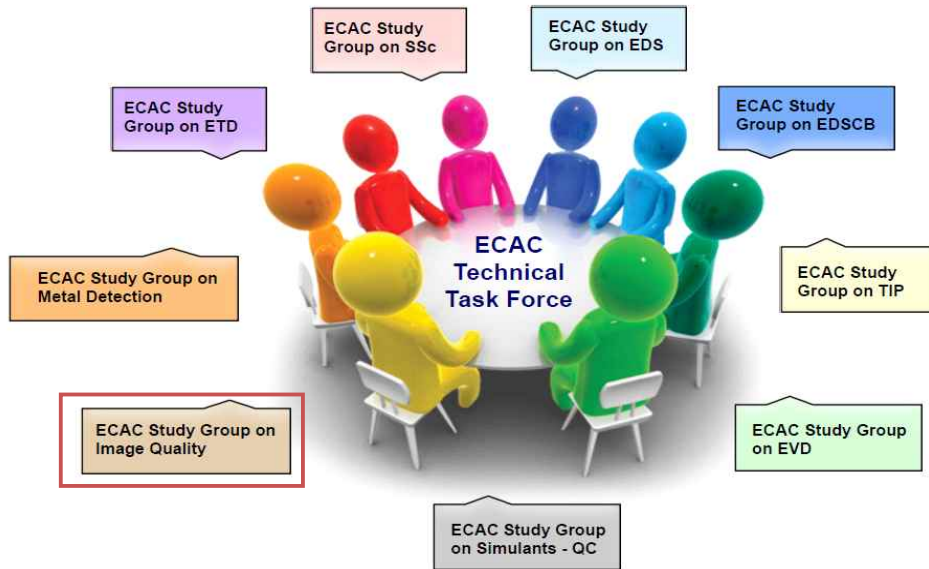 ECAC Study
Group on SSc
ECAC Study
Group on EDS
ECAC Study
Group on ETD
ECAC Study
Group on EDSCB
ECAC
Technical
Task Force
ECAC Study Group on
Metal Detection
ECAC Study
Group on TIP
ECAC Study Group on
Image Quality
ECAC Study Group
on EVD
ECAC Study Group
on Simulants - QC